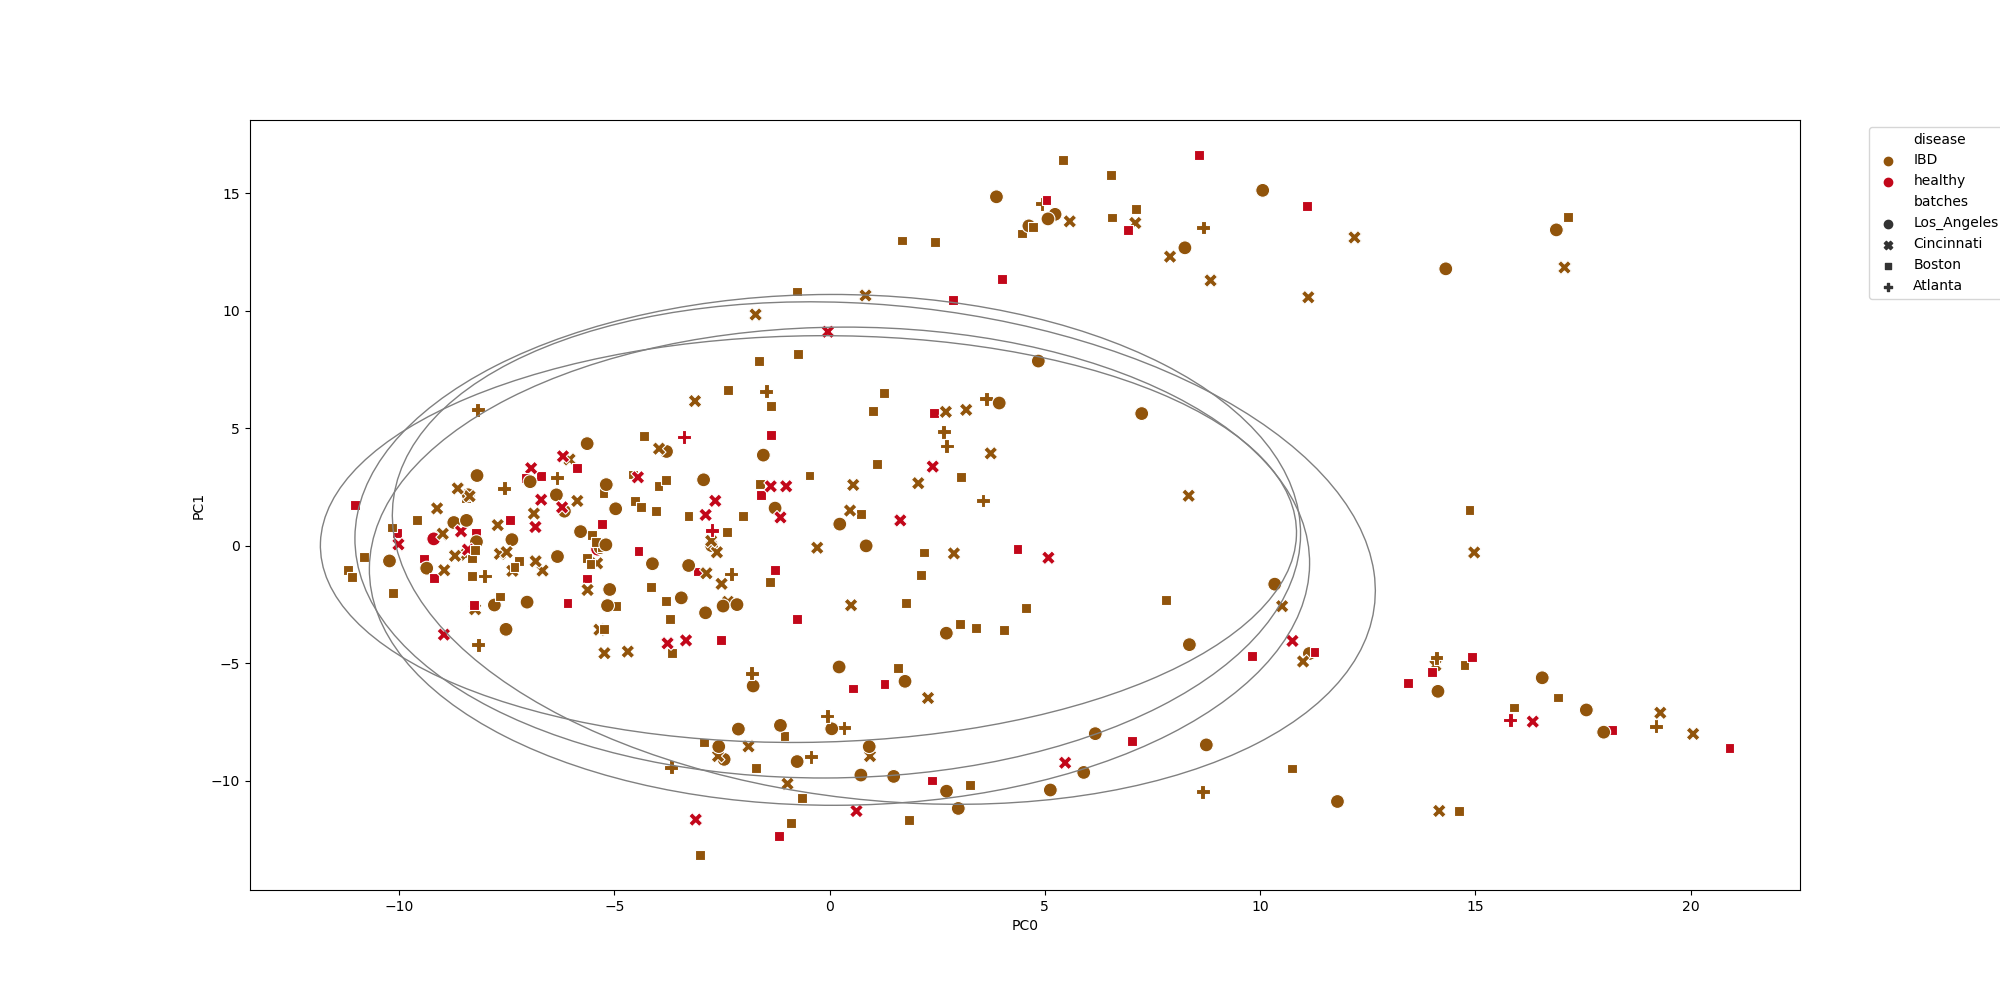 disease
IBD
healthy
batches
Los_Angeles
Cincinnati
Boston
Atlanta
15
10
5
0
−5
−10
PC1
−10
−5
0
5
10
15
20
PC0